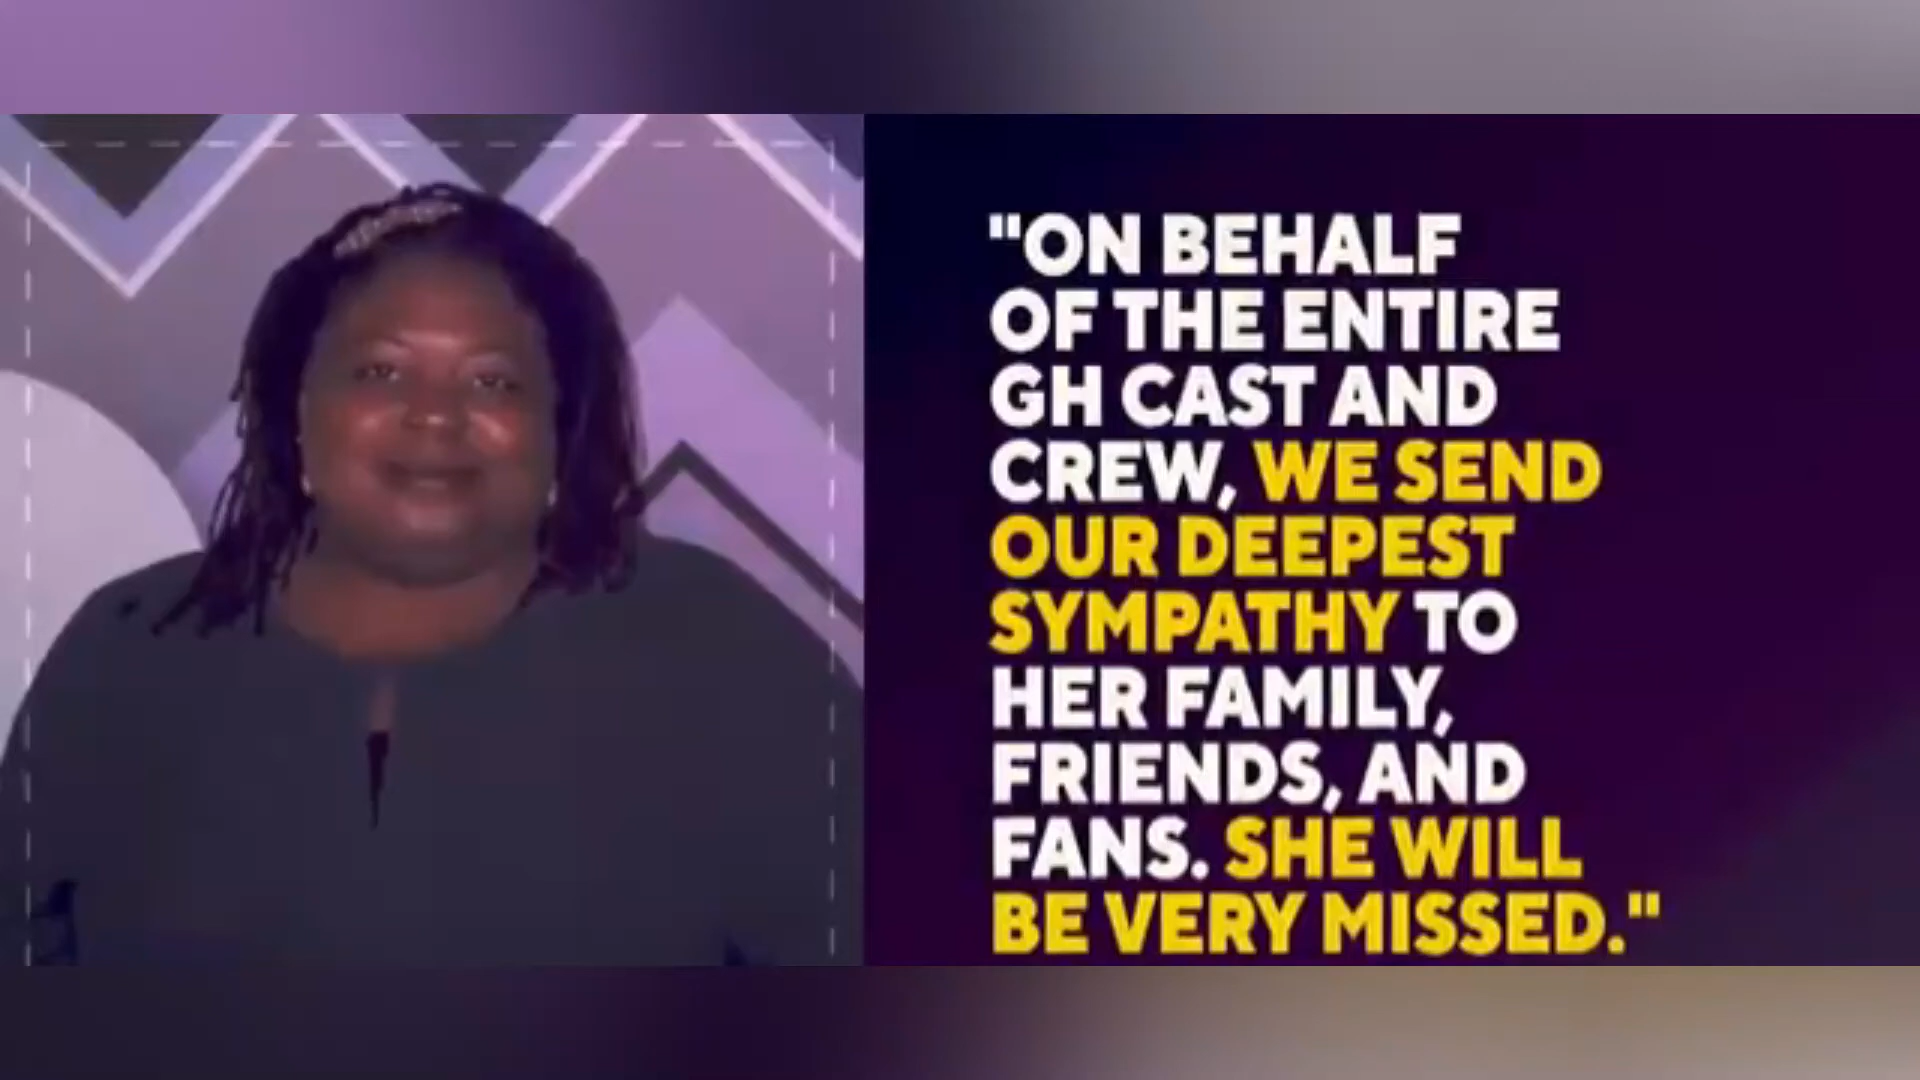 "ON BEHALF
OF THE ENTIRE
GH CAST AND
CREW, WE SEND
OUR DEEPEST
SYMPATHY TO
HER FAMILY,
FRIENDS, AND
FANS. SHE WILL
BE VERY MISSED."